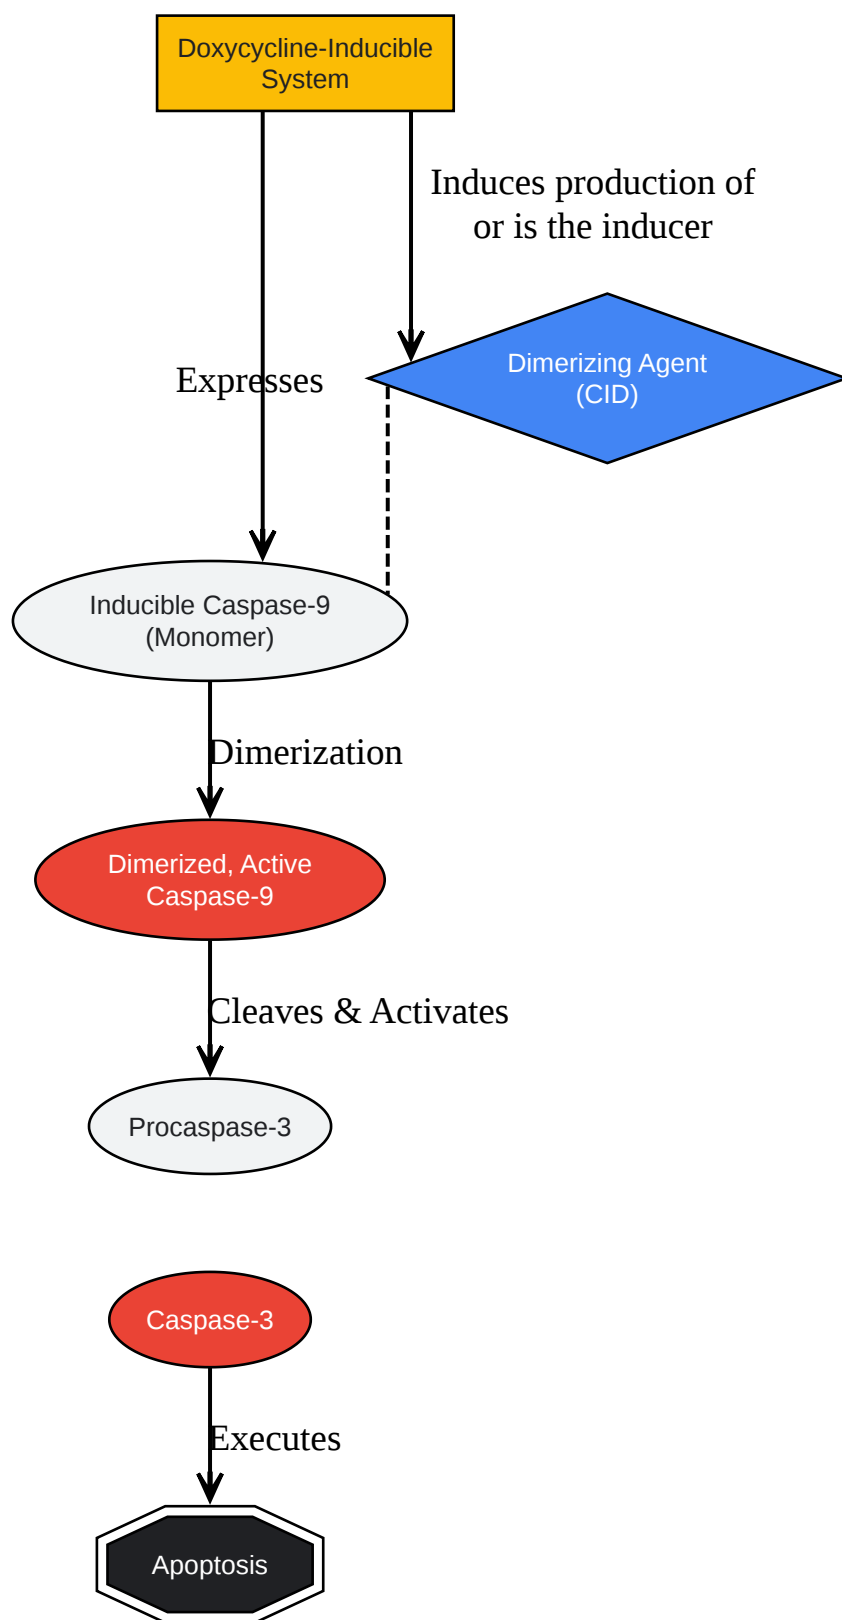 Doxycycline-Inducible
System
Induces production of
or is the inducer
Dimerizing Agent
(CID)
Expresses
Inducible Caspase-9
(Monomer)
Dimerization
Dimerized, Active
Caspase-9
Cleaves & Activates
Procaspase-3
Caspase-3
Executes
Apoptosis